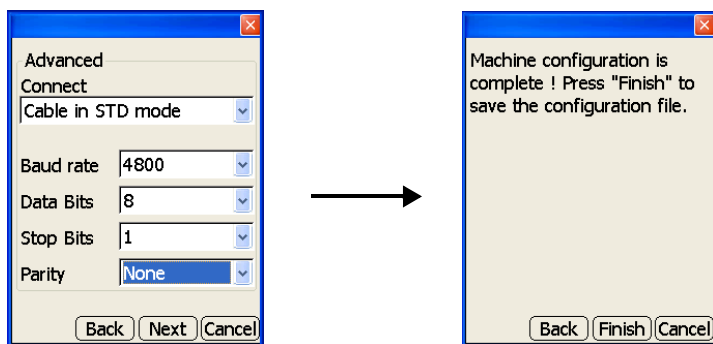 Advanced
Connect
Cable in STD mode
Baud rate 4800
Data Bits 8
Stop Bits 1
Parity None
Back Next Cancel
Machine configuration is
complete ! Press "Finish" to
save the configuration file.
Back Finish Cancel